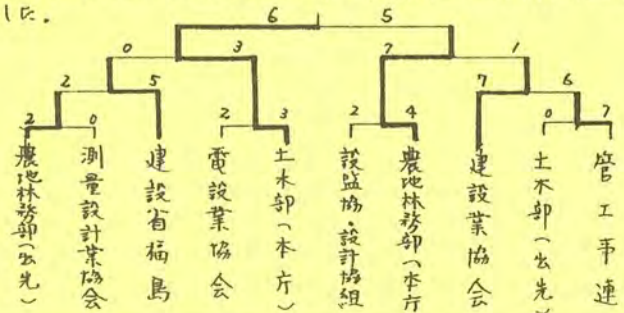 した.
6 5
0 3 7 1
2 5 7 6
2 0 2 3 2 4 0 7
農地林務部(出先)
測量設計業協会
建設省福島
電設業協会
土木部(本庁)
設監協・設計協組
農地林務部(本庁
建設業協会
土木部(出先)
管工事連